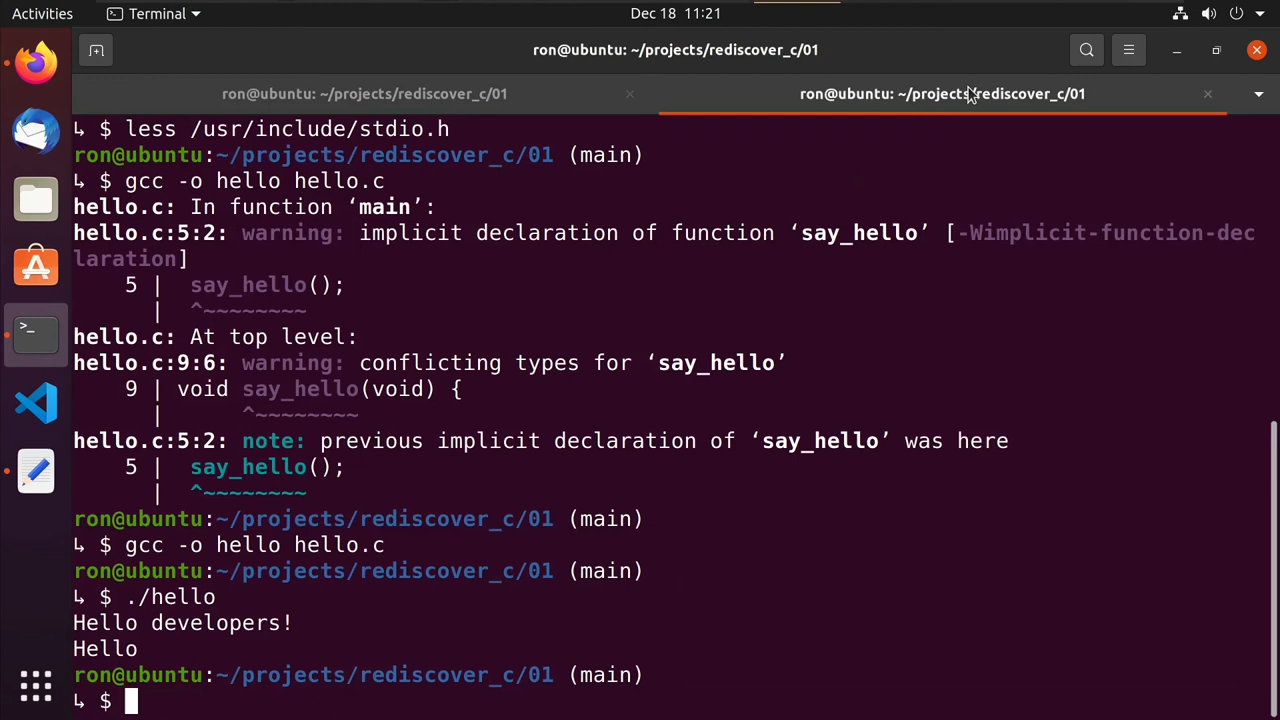 Activities Terminal Dec 18 11:21
ron@ubuntu: ~/projects/rediscover_c/01
ron@ubuntu: ~/projects/rediscover_c/01 ron@ubuntu: ~/projects/rediscover_c/01
↳ $ less /usr/include/stdio.h
ron@ubuntu:~/projects/rediscover_c/01 (main)
↳ $ gcc -o hello hello.c
hello.c: In function ‘main’:
hello.c:5:2: warning: implicit declaration of function ‘say_hello’ [-Wimplicit-function-dec
laration]
    5 |  say_hello();
      |  ^~~~~~~~~
hello.c: At top level:
hello.c:9:6: warning: conflicting types for ‘say_hello’
    9 | void say_hello(void) {
      |      ^~~~~~~~~
hello.c:5:2: note: previous implicit declaration of ‘say_hello’ was here
    5 |  say_hello();
      |  ^~~~~~~~~
ron@ubuntu:~/projects/rediscover_c/01 (main)
↳ $ gcc -o hello hello.c
ron@ubuntu:~/projects/rediscover_c/01 (main)
↳ $ ./hello
Hello developers!
Hello
ron@ubuntu:~/projects/rediscover_c/01 (main)
↳ $